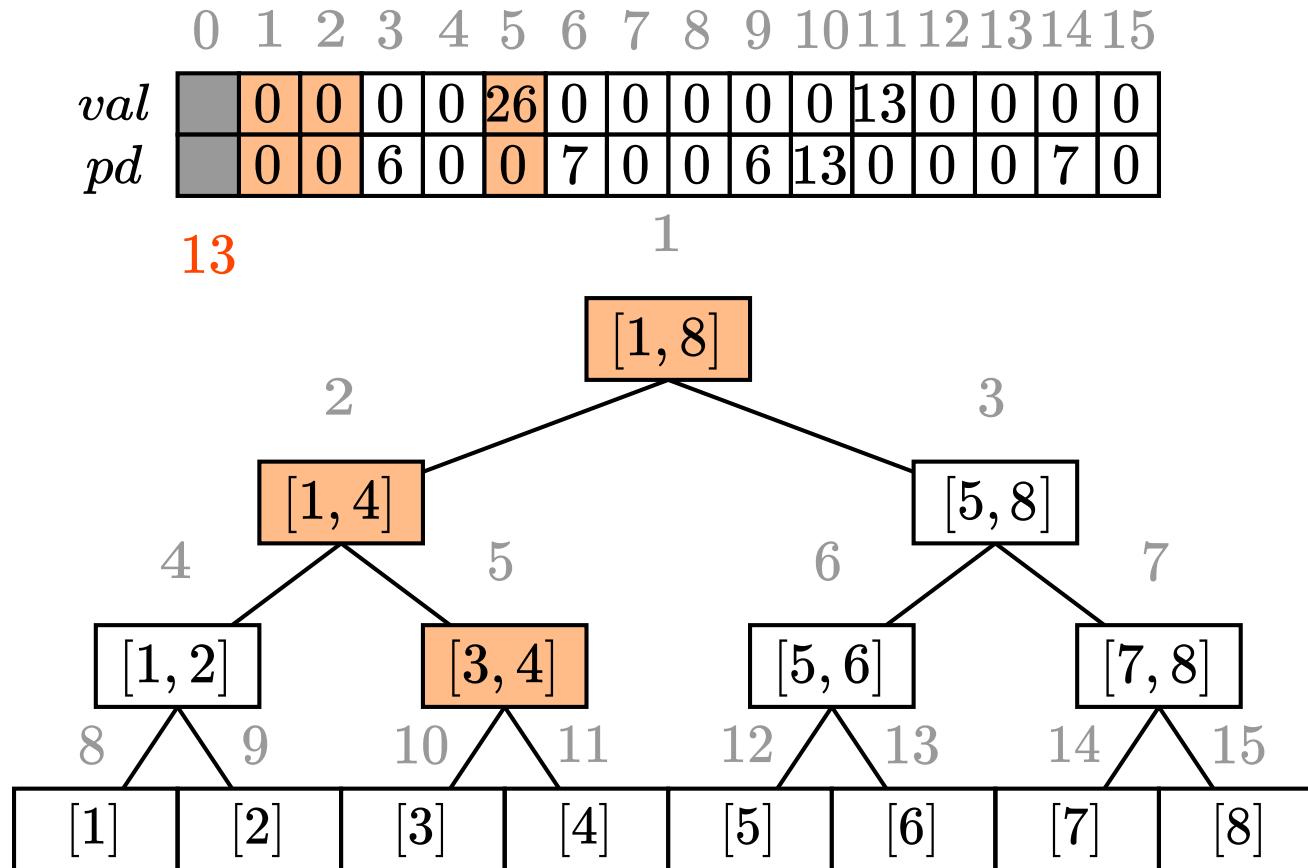 0 1 2 3 4 5 6 7 8 9 10 11 12 13 14 15
val 0 0 0 0 26 0 0 0 0 0 13 0 0 0 0
pd 0 0 6 0 0 7 0 0 6 13 0 0 0 7 0
13 1
[1, 8]
2 3
[1, 4] [5, 8]
4 5 6 7
[1, 2] [3, 4] [5, 6] [7, 8]
8 9 10 11 12 13 14 15
[1] [2] [3] [4] [5] [6] [7] [8]